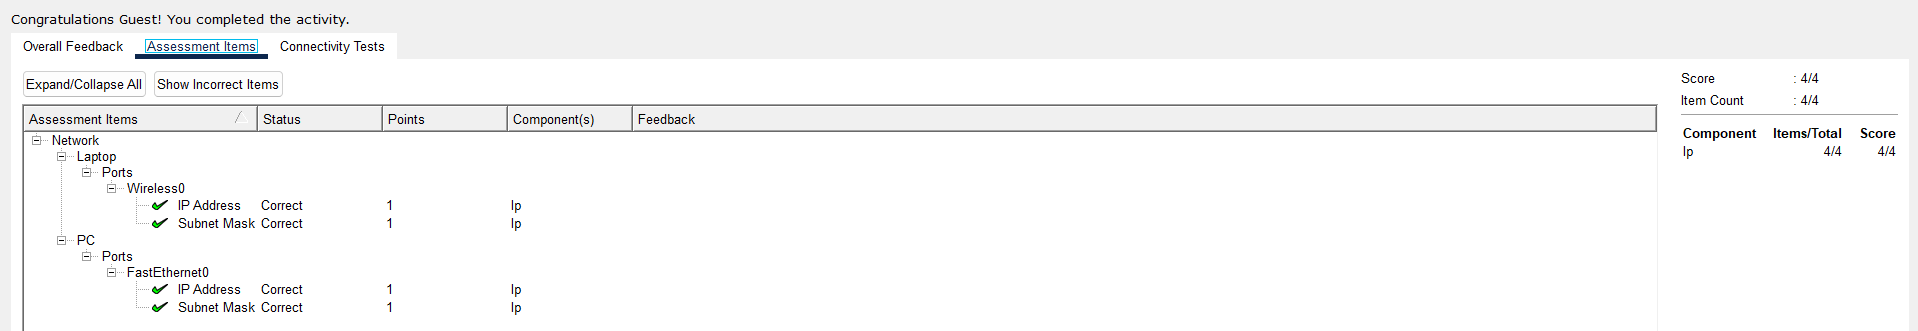 Congratulations Guest! You completed the activity.
Overall Feedback Assessment Items Connectivity Tests
Expand/Collapse All Show Incorrect Items
Assessment Items Status Points Component(s) Feedback
Network
Laptop
Ports
Wireless0
IP Address Correct 1 Ip
Subnet Mask Correct 1 Ip
PC
Ports
FastEthernet0
IP Address Correct 1 Ip
Subnet Mask Correct 1 Ip
Score : 4/4
Item Count : 4/4
Component Items/Total Score
Ip 4/4 4/4